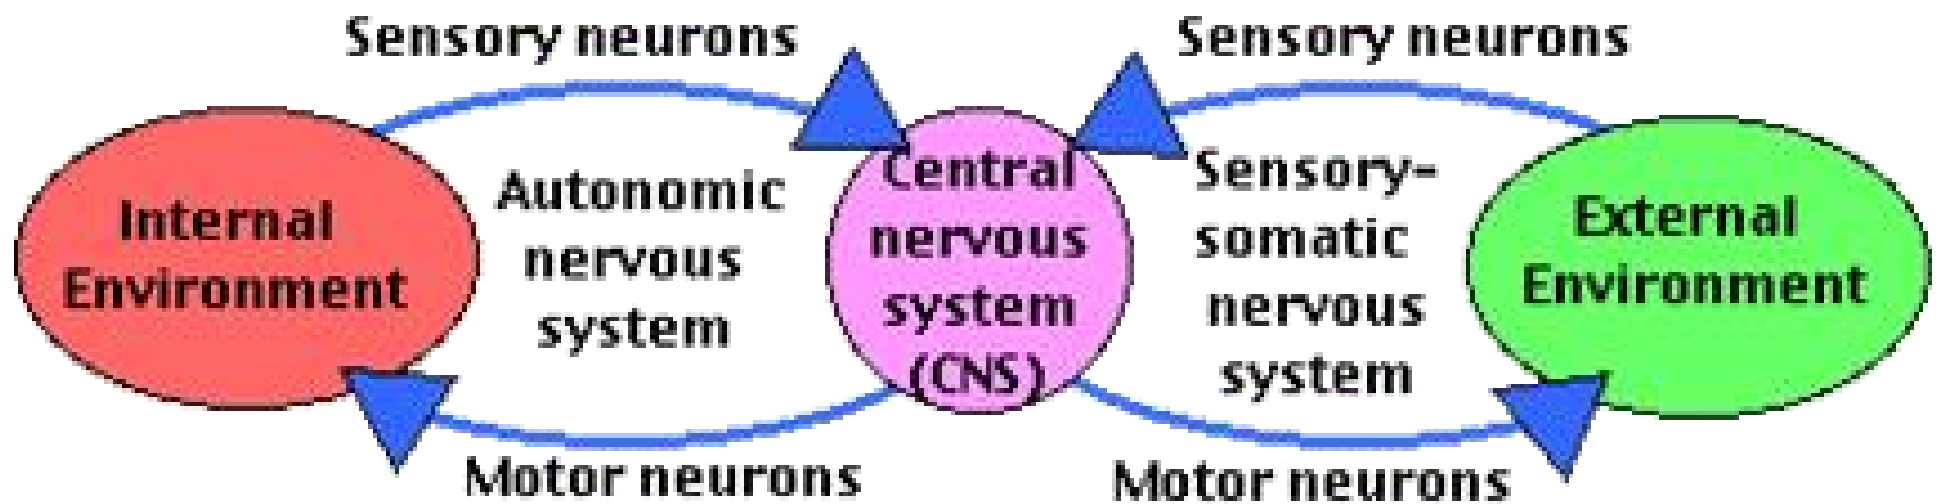 Sensory neurons
Sensory neurons
Internal
Environment
Autonomic
nervous
system
Central
nervous
system
(CNS)
Sensory-
somatic
nervous
system
External
Environment
Motor neurons
Motor neurons